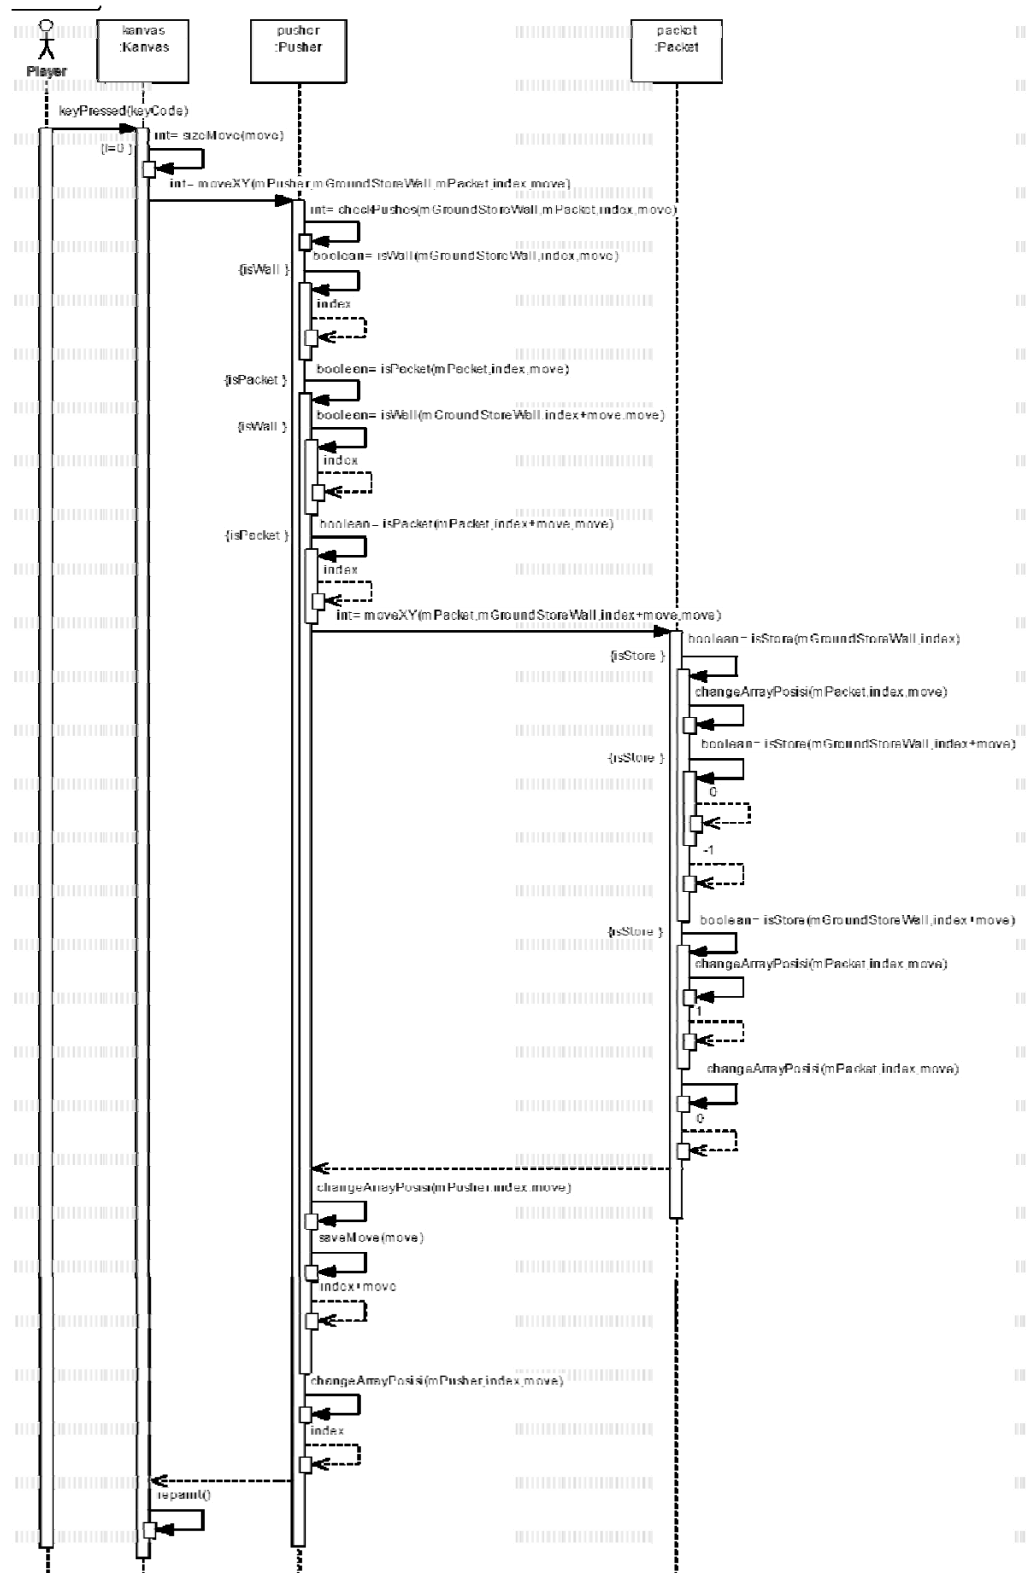 kanvas
:Kanvas
pusher
:Pusher
packet
:Packet
Player
keyPressed(keyCode)
int= sizeMove(move)
int= moveXY(mPusher,mGroundStoreWall,mPacket,index,move)
int= checkPushes(mGroundStoreWall,mPacket,index,move)
boolean= isWall(mGroundStoreWall,index,move)
{isWall }
index
boolean= isPacket(mPacket,index,move)
{isPacket }
boolean= isWall(mGroundStoreWall,index+move,move)
{isWall }
index
boolean= isPacket(mPacket,index+move,move)
{isPacket }
index
int= moveXY(mPacket,mGroundStoreWall,index+move,move)
boolean= isStore(mGroundStoreWall,index)
{isStore }
changeArrayPosisi(mPacket,index,move)
boolean= isStore(mGroundStoreWall,index+move)
{isStore }
0
-1
boolean= isStore(mGroundStoreWall,index+move)
{isStore }
changeArrayPosisi(mPacket,index,move)
1
changeArrayPosisi(mPacket,index,move)
0
changeArrayPosisi(mPusher,index,move)
saveMove(move)
index+move
changeArrayPosisi(mPusher,index,move)
index